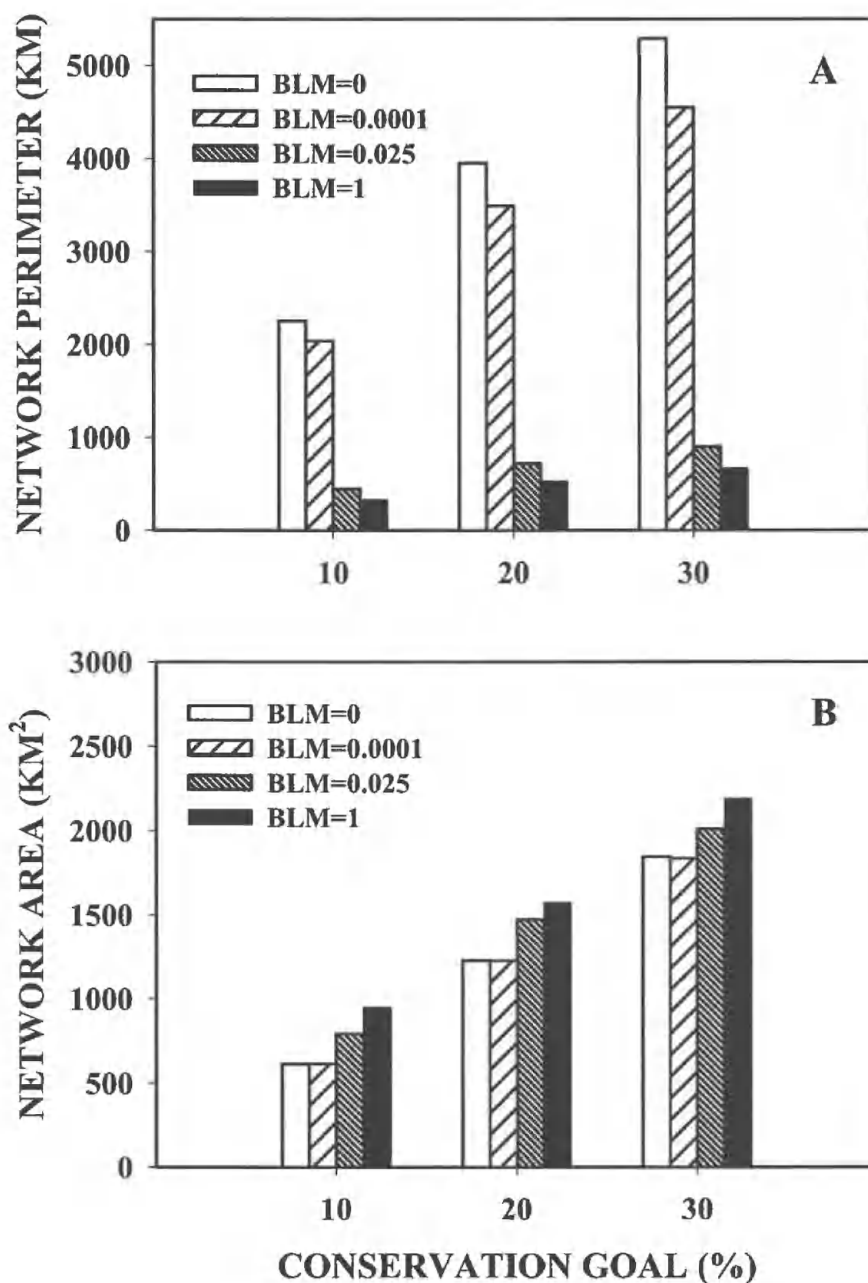 NETWORK PERIMETER (KM)
5000
4000
3000
2000
1000
0
BLM=0
BLM=0.0001
BLM=0.025
BLM=1
A
10 20 30
NETWORK AREA (KM²)
3000
2500
2000
1500
1000
500
0
BLM=0
BLM=0.0001
BLM=0.025
BLM=1
B
10 20 30
CONSERVATION GOAL (%)